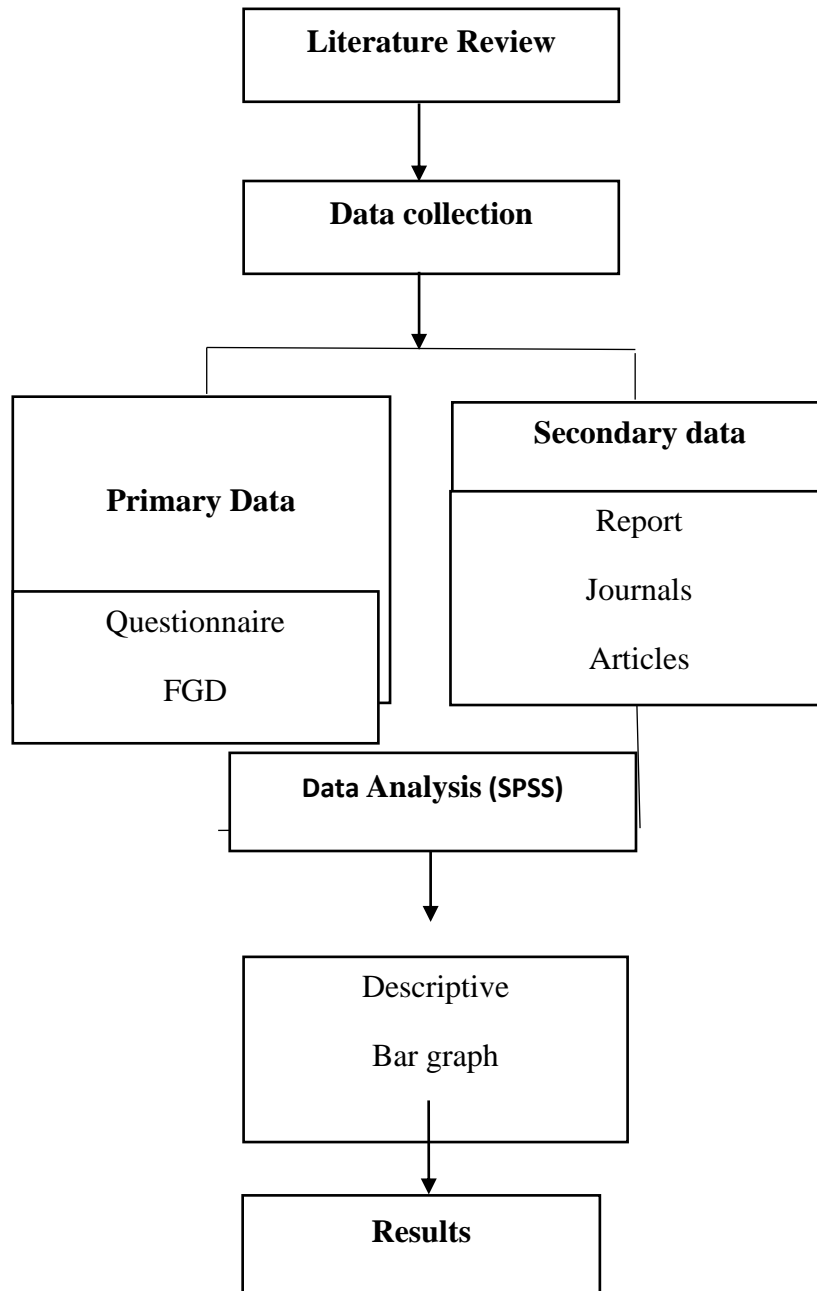 Literature Review
Data collection
Primary Data
Questionnaire
FGD
Secondary data
Report
Journals
Articles
Data Analysis (SPSS)
Descriptive
Bar graph
Results